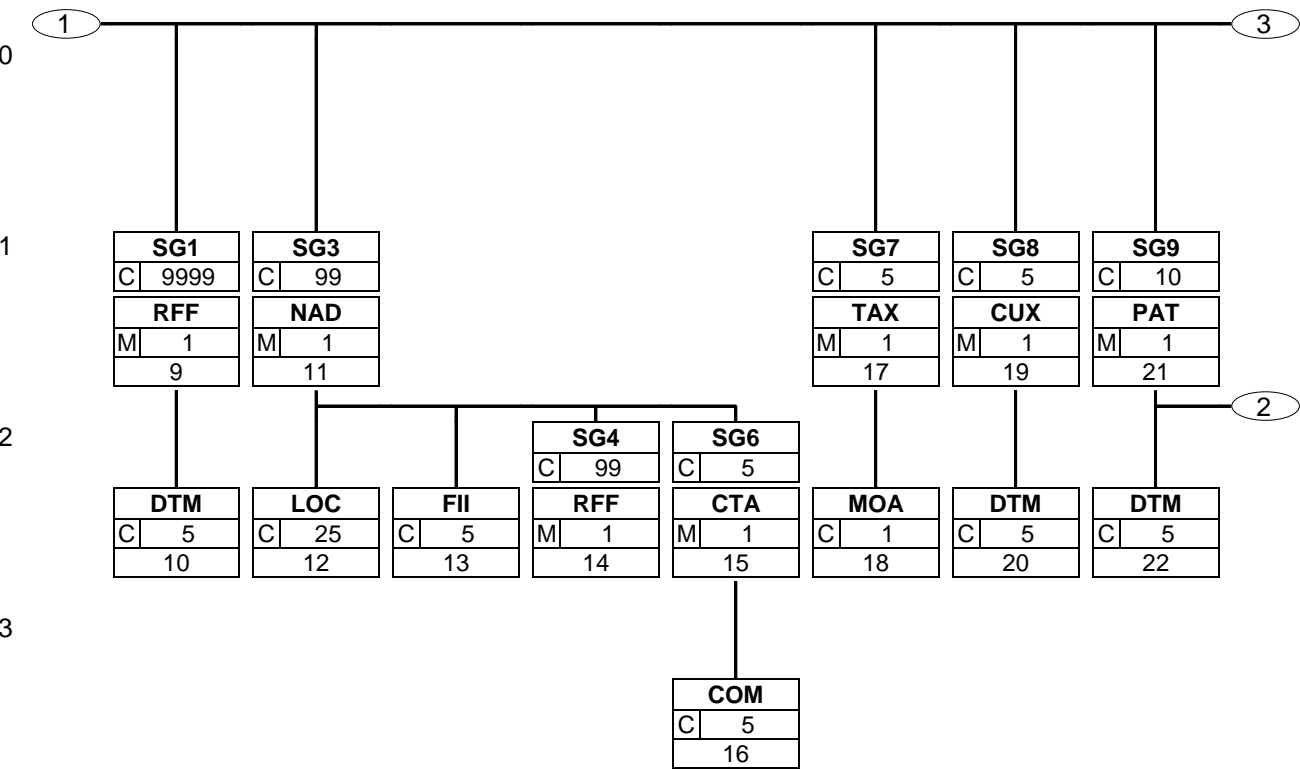 1 3
0
1
SG1 SG3 SG7 SG8 SG9
C 9999 C 99 C 5 C 5 C 10
RFF NAD TAX CUX PAT
M 1 M 1 M 1 M 1 M 1
9 11 17 19 21
2
2
SG4 SG6
C 99 C 5
DTM LOC FII RFF CTA MOA DTM DTM
C 5 C 25 C 5 M 1 M 1 C 1 C 5 C 5
10 12 13 14 15 18 20 22
3
COM
C 5
16